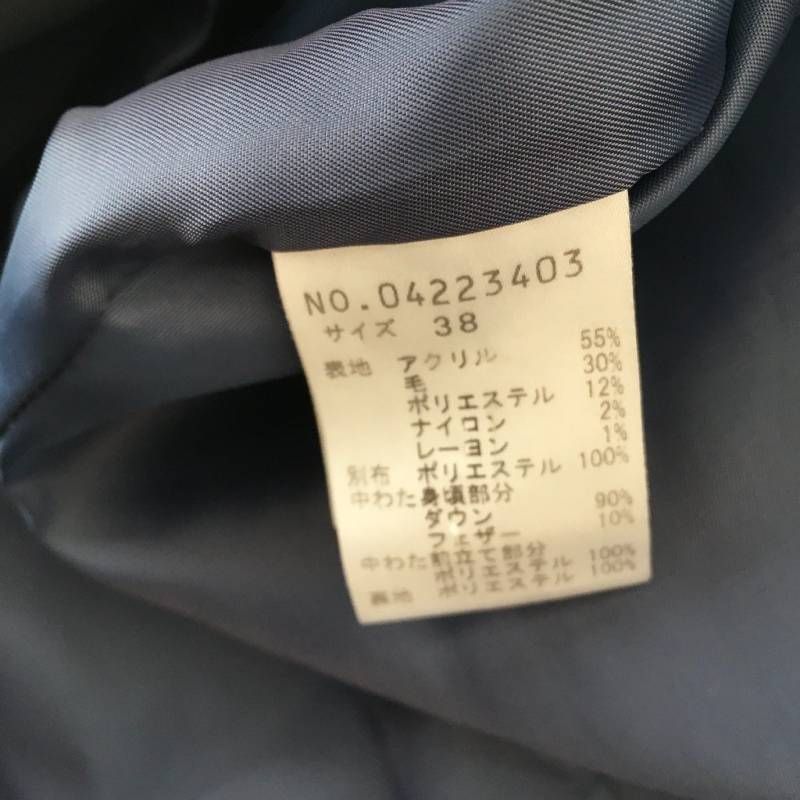 NO.04223403
サイズ 38
表地 アクリル 55%
毛 30%
ポリエステル 12%
ナイロン 2%
レーヨン 1%
別布 ポリエステル 100%
中わた身頃部分
ダウン 90%
フェザー 10%
中わた前立て部分
ポリエステル 100%
裏地 ポリエステル 100%